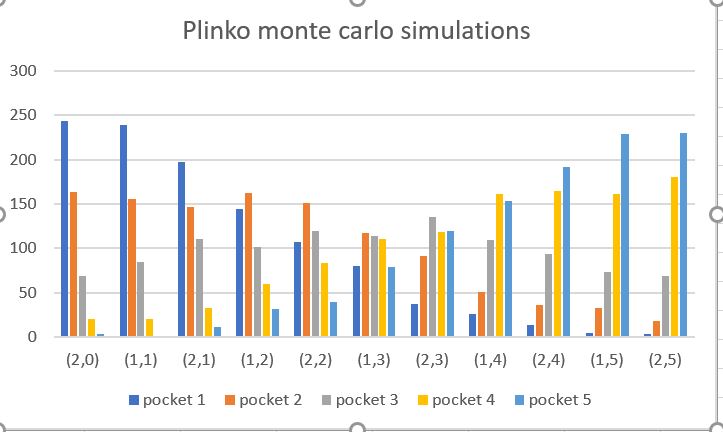 Plinko monte carlo simulations
300
250
200
150
100
50
0
(2,0) (1,1) (2,1) (1,2) (2,2) (1,3) (2,3) (1,4) (2,4) (1,5) (2,5)
pocket 1 pocket 2 pocket 3 pocket 4 pocket 5